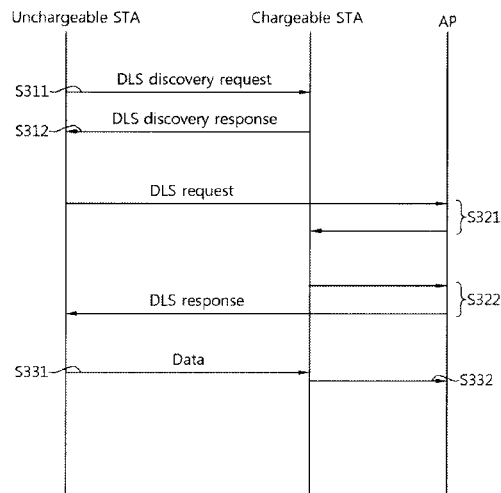 Unchargeable STA
Chargeable STA
AP
DLS discovery request
S311
DLS discovery response
S312
DLS request
S321
S322
DLS response
Data
S331
S332